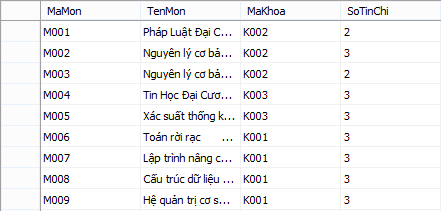 MaMon TenMon MaKhoa SoTinChi
M001 Pháp Luật Đại C... K002 2
M002 Nguyên lý cơ bả... K002 3
M003 Nguyên lý cơ bả... K002 2
M004 Tin Học Đại Cươ... K003 3
M005 Xác suất thống k... K003 3
M006 Toán rời rạc ... K001 3
M007 Lập trình nâng c... K001 3
M008 Cấu trúc dữ liệu ... K001 3
M009 Hệ quản trị cơ s... K001 3